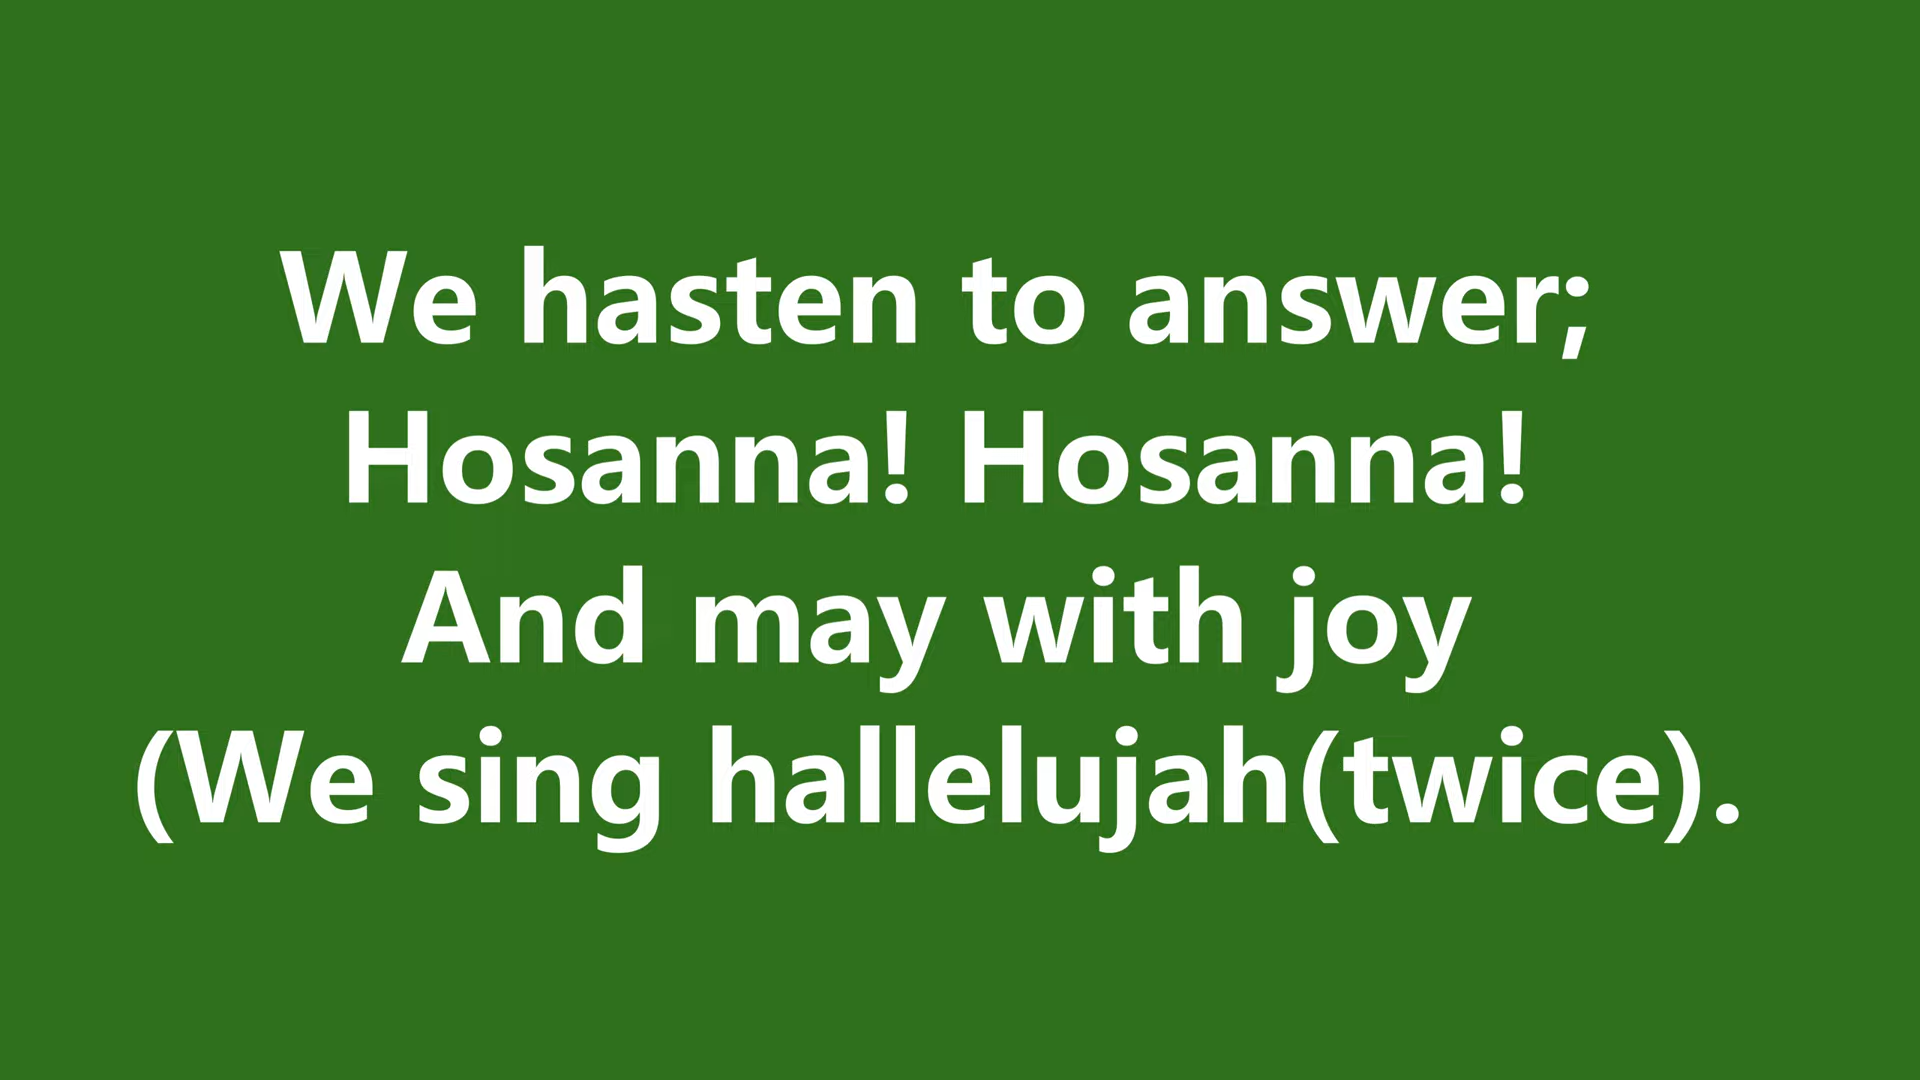 We hasten to answer;
Hosanna! Hosanna!
And may with joy
(We sing hallelujah(twice).